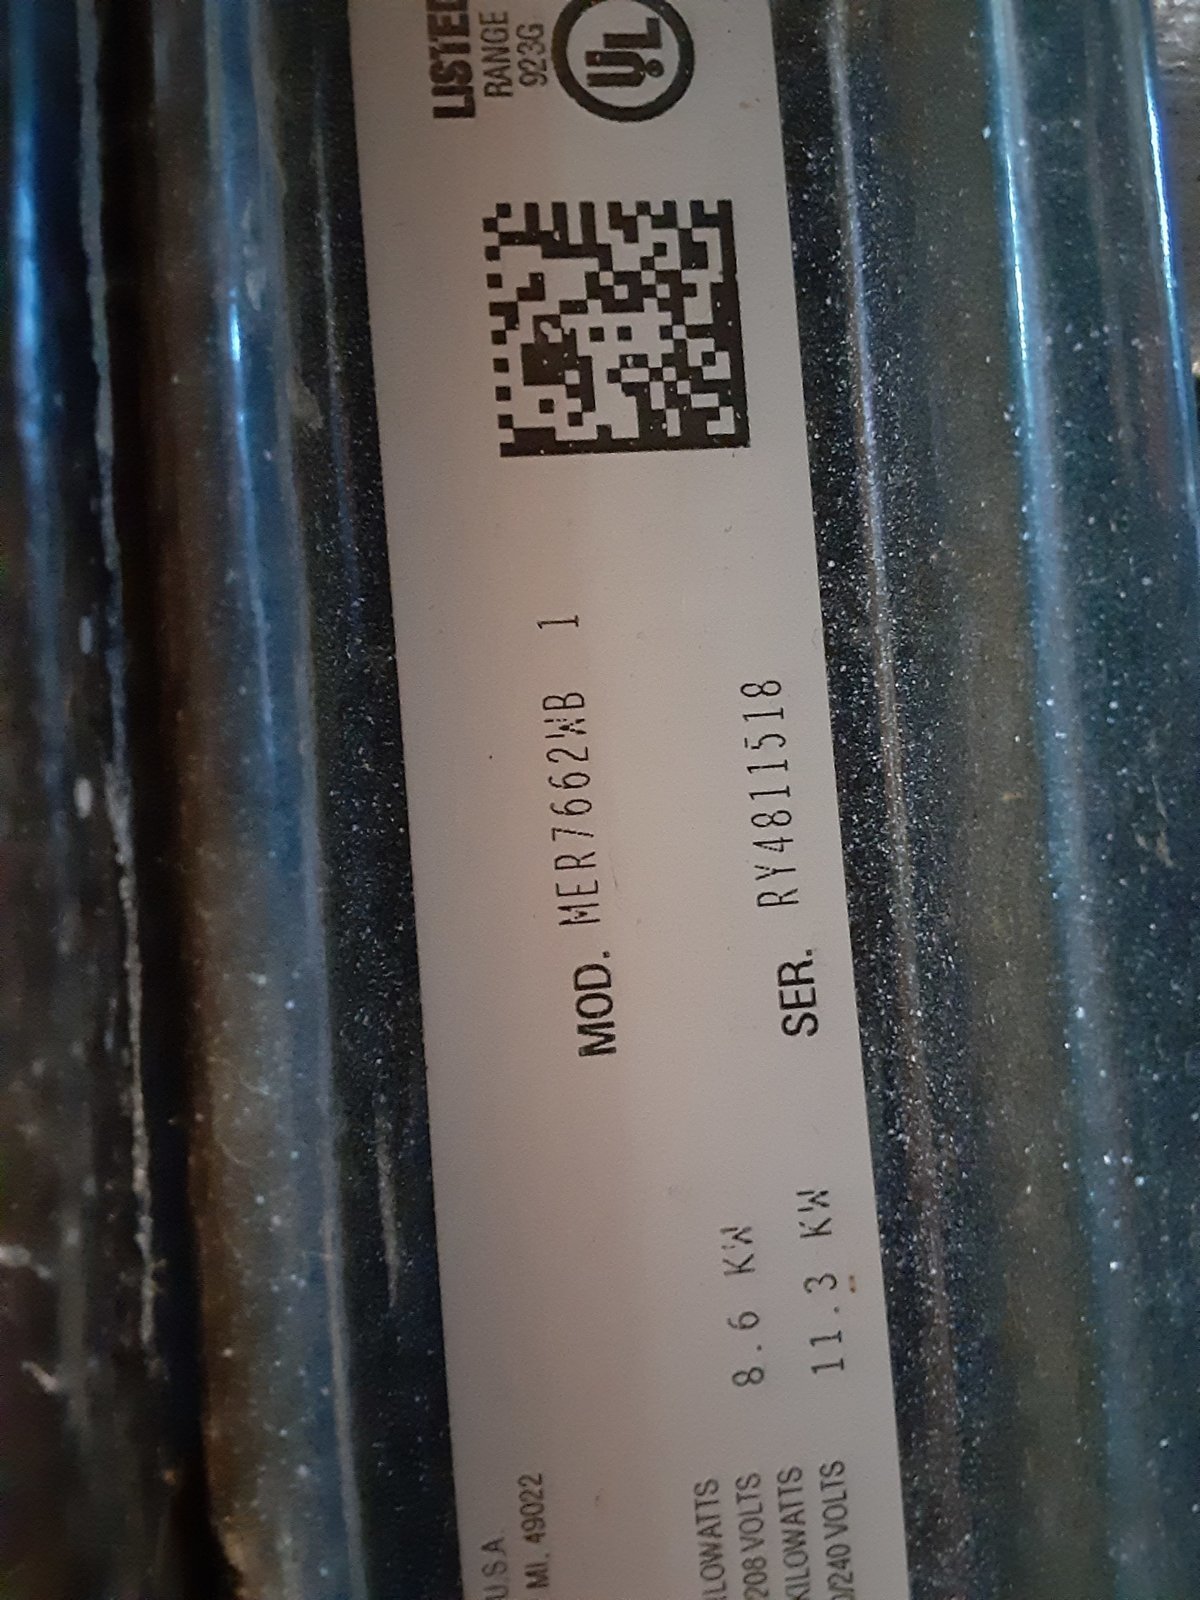 U.S.A.
MI. 49022
KILOWATTS
208 VOLTS 8.6 KW
KILOWATTS
/240 VOLTS 11.3 KW
MOD. MER7662WB 1
SER. RY4811518
LISTED
RANGE
923G
UL